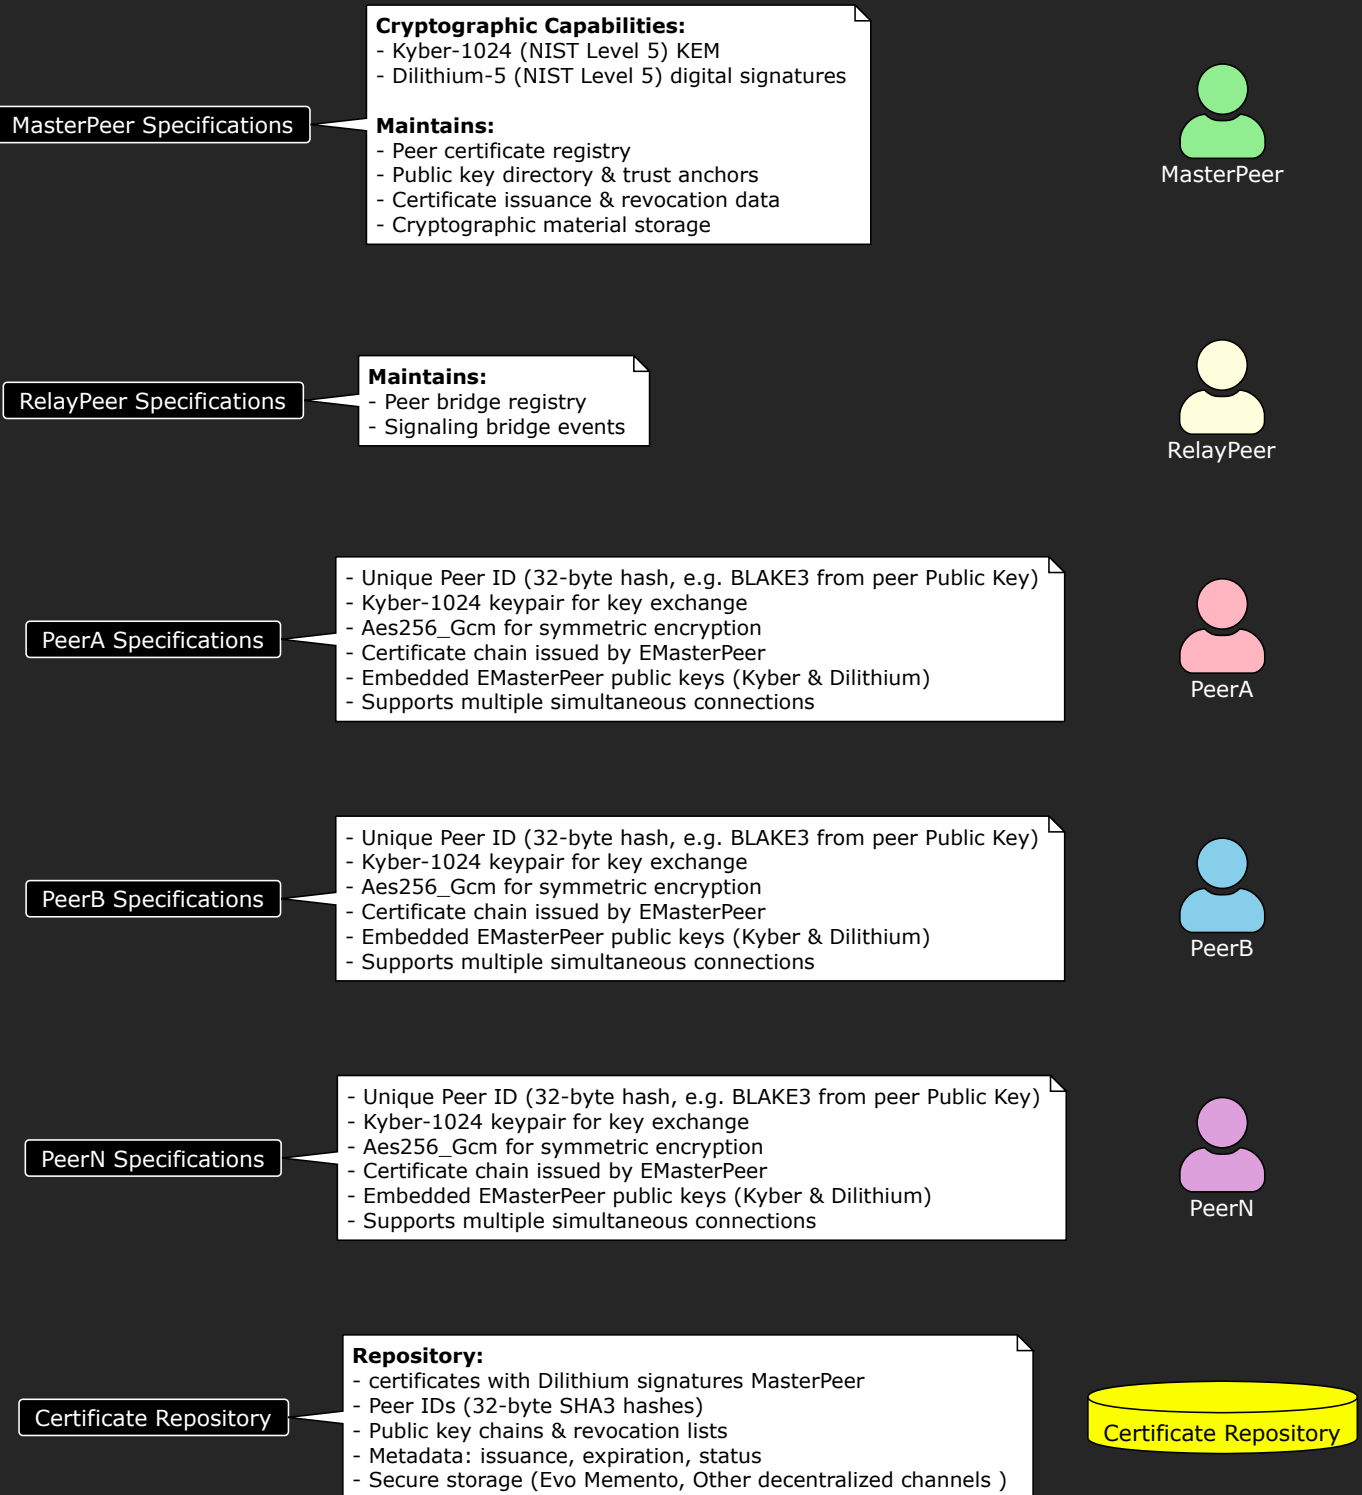 MasterPeer Specifications
Cryptographic Capabilities:
- Kyber-1024 (NIST Level 5) KEM
- Dilithium-5 (NIST Level 5) digital signatures
Maintains:
- Peer certificate registry
- Public key directory & trust anchors
- Certificate issuance & revocation data
- Cryptographic material storage
MasterPeer
RelayPeer Specifications
Maintains:
- Peer bridge registry
- Signaling bridge events
RelayPeer
PeerA Specifications
- Unique Peer ID (32-byte hash, e.g. BLAKE3 from peer Public Key)
- Kyber-1024 keypair for key exchange
- Aes256_Gcm for symmetric encryption
- Certificate chain issued by EMasterPeer
- Embedded EMasterPeer public keys (Kyber & Dilithium)
- Supports multiple simultaneous connections
PeerA
PeerB Specifications
- Unique Peer ID (32-byte hash, e.g. BLAKE3 from peer Public Key)
- Kyber-1024 keypair for key exchange
- Aes256_Gcm for symmetric encryption
- Certificate chain issued by EMasterPeer
- Embedded EMasterPeer public keys (Kyber & Dilithium)
- Supports multiple simultaneous connections
PeerB
PeerN Specifications
- Unique Peer ID (32-byte hash, e.g. BLAKE3 from peer Public Key)
- Kyber-1024 keypair for key exchange
- Aes256_Gcm for symmetric encryption
- Certificate chain issued by EMasterPeer
- Embedded EMasterPeer public keys (Kyber & Dilithium)
- Supports multiple simultaneous connections
PeerN
Certificate Repository
Repository:
- certificates with Dilithium signatures MasterPeer
- Peer IDs (32-byte SHA3 hashes)
- Public key chains & revocation lists
- Metadata: issuance, expiration, status
- Secure storage (Evo Memento, Other decentralized channels )
Certificate Repository